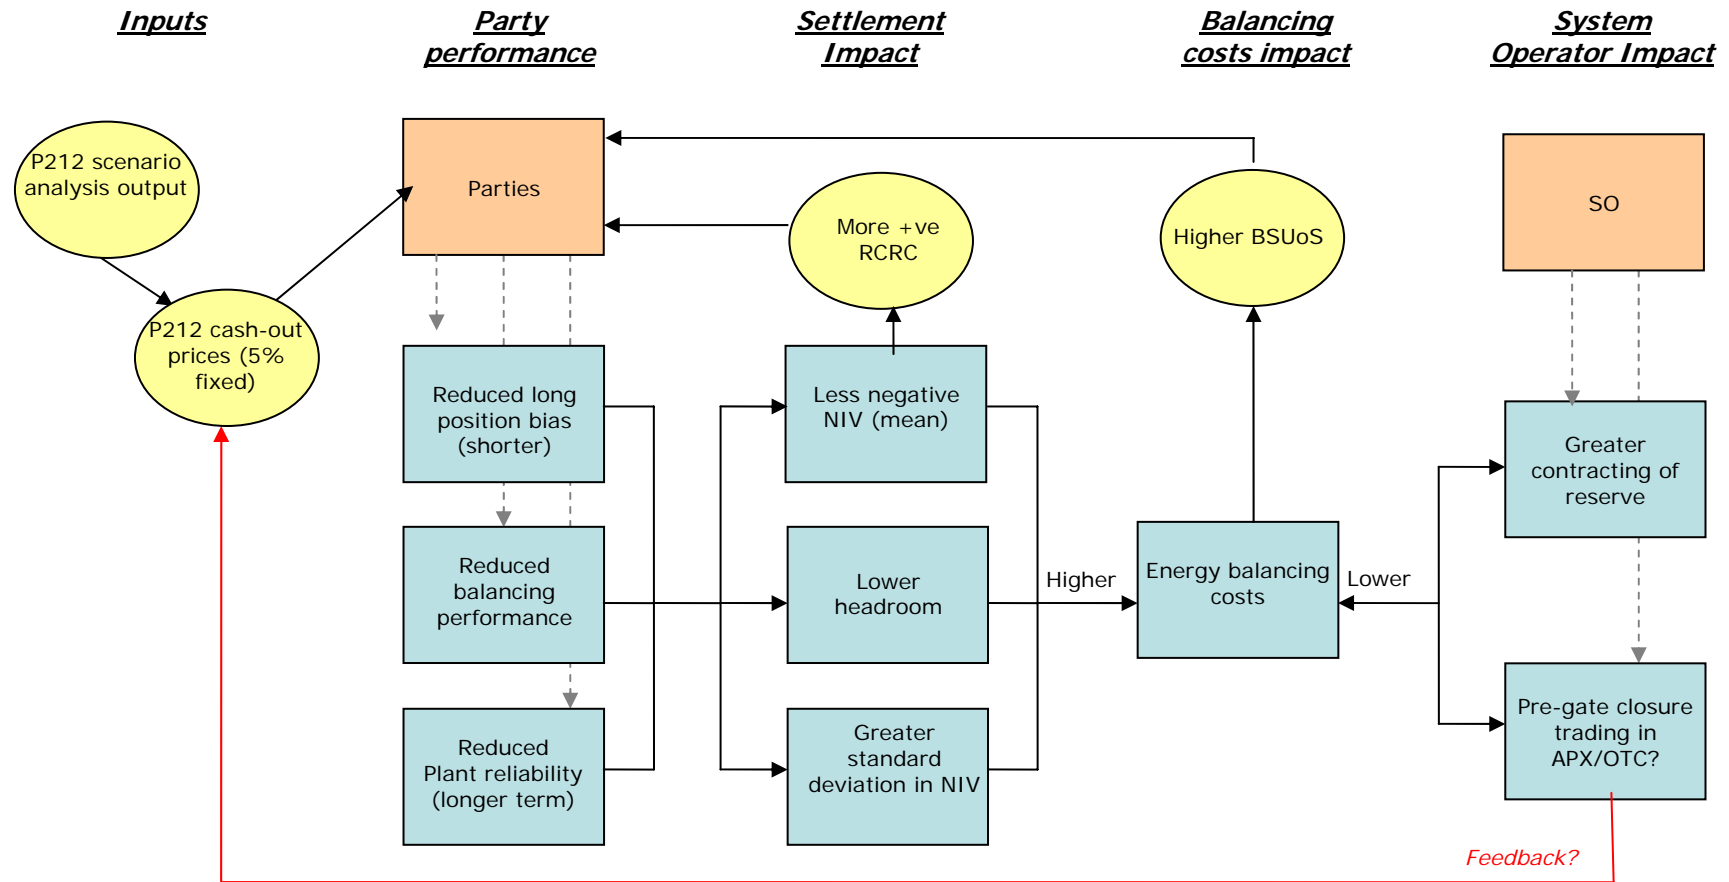 Inputs
Party
performance
Settlement
Impact
Balancing
costs impact
System
Operator Impact
P212 scenario
analysis output
P212 cash-out
prices (5%
fixed)
Parties
Reduced long
position bias
(shorter)
Reduced
balancing
performance
Reduced
Plant reliability
(longer term)
More +ve
RCRC
Less negative
NIV (mean)
Lower
headroom
Greater
standard
deviation in NIV
Higher
Higher BSUoS
Energy balancing
costs
Lower
SO
Greater
contracting of
reserve
Pre-gate closure
trading in
APX/OTC?
Feedback?